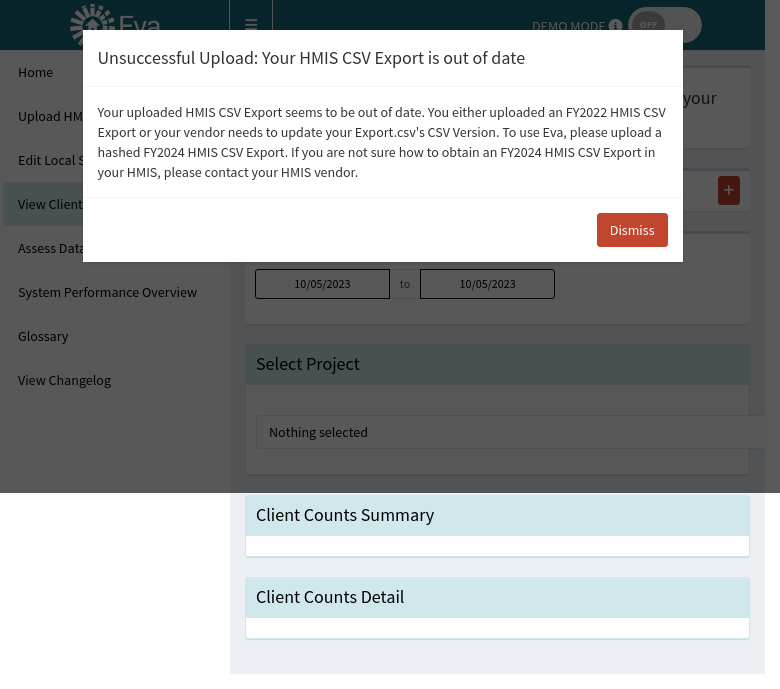 Eva
DEMO MODE
OFF
Unsuccessful Upload: Your HMIS CSV Export is out of date
Your uploaded HMIS CSV Export seems to be out of date. You either uploaded an FY2022 HMIS CSV
Export or your vendor needs to update your Export.csv's CSV Version. To use Eva, please upload a
hashed FY2024 HMIS CSV Export. If you are not sure how to obtain an FY2024 HMIS CSV Export in
your HMIS, please contact your HMIS vendor.
Dismiss
Home
Upload HM
Edit Local S
View Client
Assess Data
System Performance Overview
Glossary
View Changelog
your
+
10/05/2023 to 10/05/2023
Select Project
Nothing selected
Client Counts Summary
Client Counts Detail